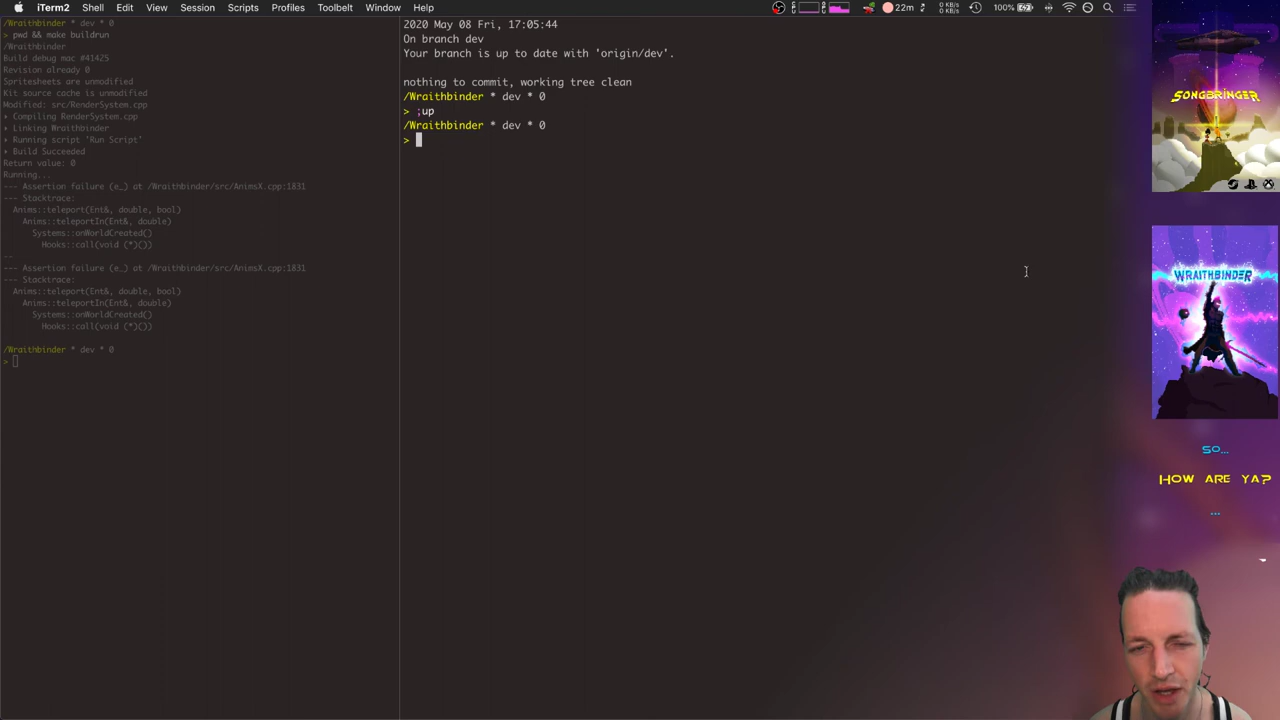 iTerm2 Shell Edit View Session Scripts Profiles Toolbelt Window Help 22m 0 KB/s 0 KB/s 100%
/Wraithbinder * dev * 0
> pwd && make buildrun
/Wraithbinder
Build debug mac #41425
Revision already 0
Spritesheets are unmodified
Kit source cache is unmodified
Modified: src/RenderSystem.cpp
▸ Compiling RenderSystem.cpp
▸ Linking Wraithbinder
▸ Running script 'Run Script'
▸ Build Succeeded
Return value: 0
Running...
--- Assertion failure (e_) at /Wraithbinder/src/AnimsX.cpp:1831
--- Stacktrace:
Anims::teleport(Ent&, double, bool)
Anims::teleportIn(Ent&, double)
Systems::onWorldCreated()
Hooks::call(void (*)())
--
--- Assertion failure (e_) at /Wraithbinder/src/AnimsX.cpp:1831
--- Stacktrace:
Anims::teleport(Ent&, double, bool)
Anims::teleportIn(Ent&, double)
Systems::onWorldCreated()
Hooks::call(void (*)())
/Wraithbinder * dev * 0
>
2020 May 08 Fri, 17:05:44
On branch dev
Your branch is up to date with 'origin/dev'.
nothing to commit, working tree clean
/Wraithbinder * dev * 0
> ;up
/Wraithbinder * dev * 0
>
SONGBRINGER
WRAITHBINDER
SO...
HOW ARE YA?
...